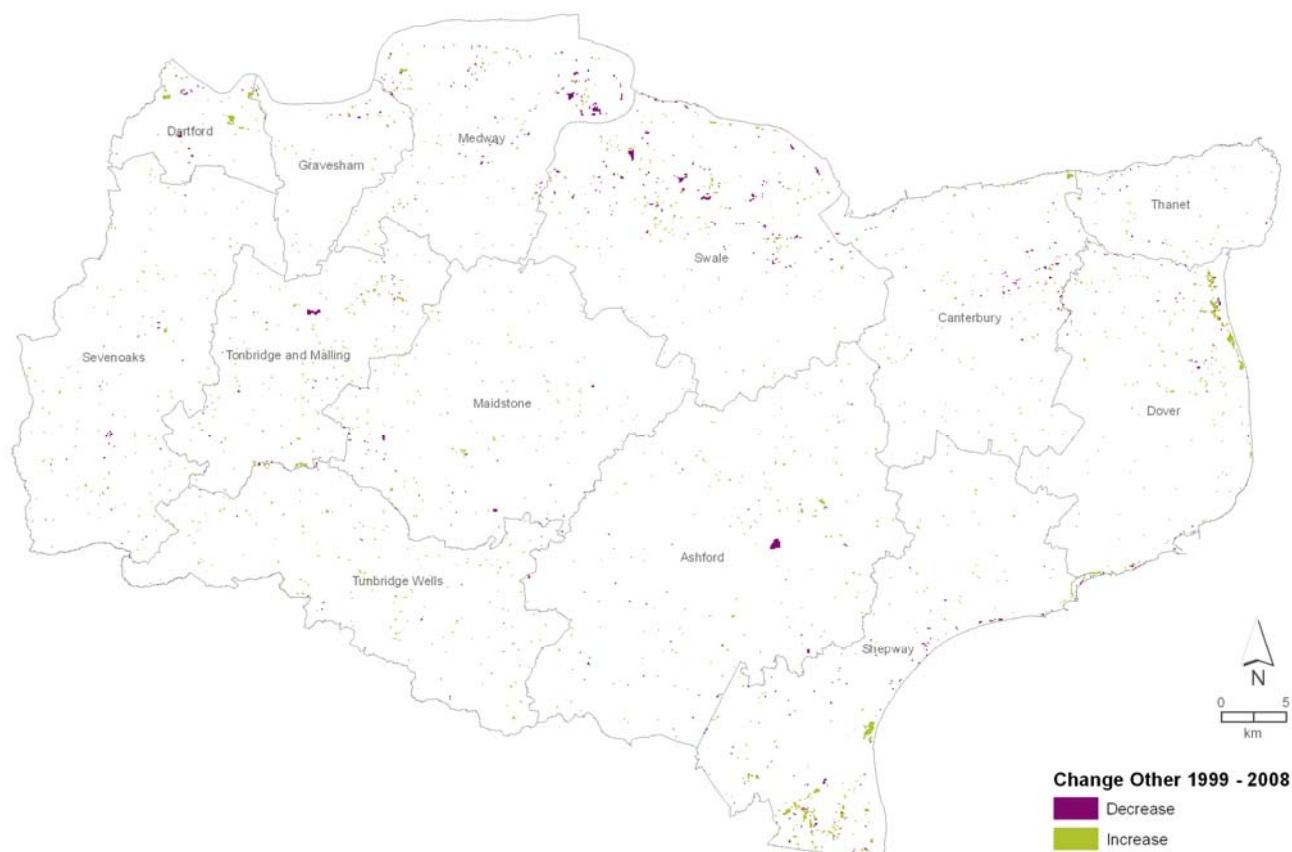 Dartford
Gravesham
Medway
Thanet
Swale
Canterbury
Sevenoaks
Tonbridge and Malling
Maidstone
Dover
Ashford
Tunbridge Wells
Shepway
N
0 5
km
Change Other 1999 - 2008
Decrease
Increase